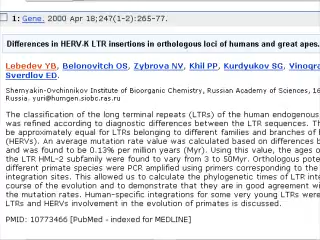 1: Gene. 2000 Apr 18;247(1-2):265-77.
Differences in HERV-K LTR insertions in orthologous loci of humans and great apes.
Lebedev YB, Belonovitch OS, Zybrova NV, Khil PP, Kurdyukov SG, Vinogra
Sverdlov ED.
Shemyakin-Ovchinnikov Institute of Bioorganic Chemistry, Russian Academy of Sciences, 16
Russia. yuri@humgen.siobc.ras.ru
The classification of the long terminal repeats (LTRs) of the human endogenous
was refined according to diagnostic differences between the LTR sequences. Th
be approximately equal for LTRs belonging to different families and branches of H
(HERVs). An average mutation rate value was calculated based on differences b
and was found to be 0.13% per million years (Myr). Using this value, the ages o
the LTR HML-2 subfamily were found to vary from 3 to 50Myr. Orthologous poten
different primate species were PCR amplified using primers corresponding to the
integration sites. This allowed us to calculate the phylogenetic times of LTR inte
course of the evolution and to demonstrate that they are in good agreement wi
the mutation rates. Human-specific integrations for some very young LTRs were
LTRs and HERVs involvement in the evolution of primates is discussed.
PMID: 10773466 [PubMed - indexed for MEDLINE]